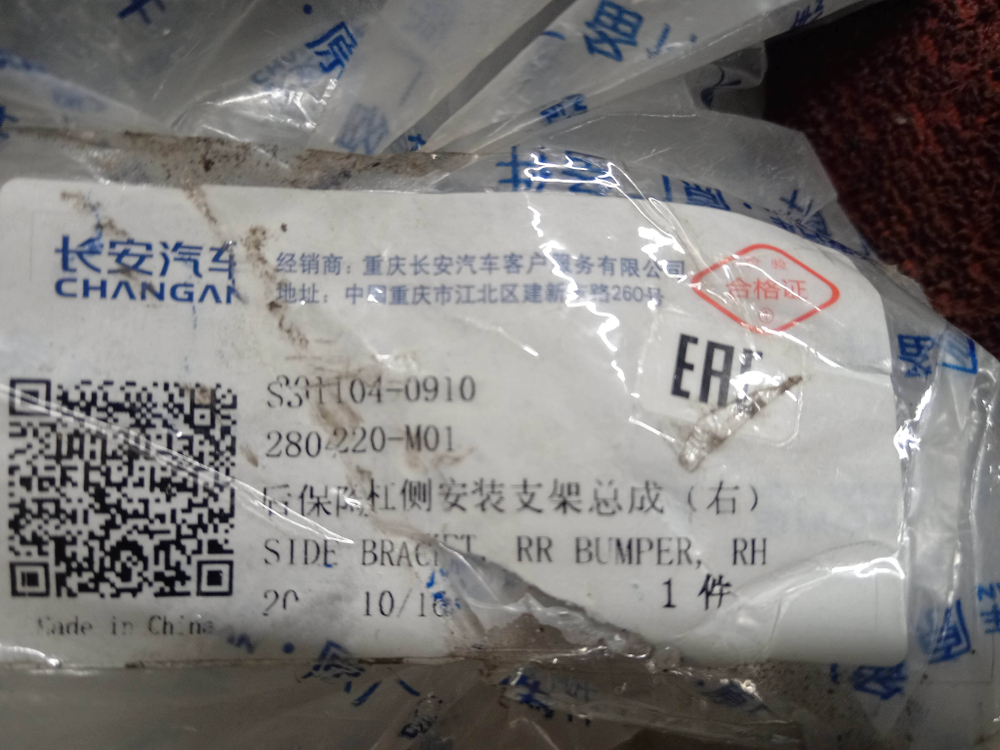 长安汽车
CHANGAN
经销商：重庆长安汽车客户服务有限公司
地址：中国重庆市江北区建新东路260号
合格证
EAC
S301104-0910
2804220-M01
后保险杠侧安装支架总成（右）
SIDE BRACKET, RR BUMPER, RH
10/16
1 件
Made in China